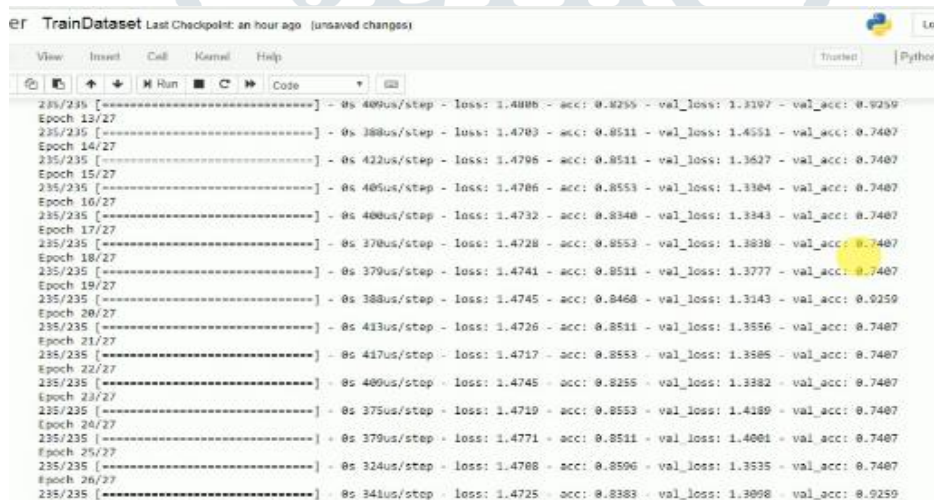 er TrainDataset Last Checkpoint: an hour ago (unsaved changes)
View Insert Cell Kernel Help Trusted Python
Run Code
235/235 [==============================] - 0s 409us/step - loss: 1.4806 - acc: 0.8255 - val_loss: 1.3197 - val_acc: 0.9259
Epoch 13/27
235/235 [==============================] - 0s 388us/step - loss: 1.4703 - acc: 0.8511 - val_loss: 1.4551 - val_acc: 0.7407
Epoch 14/27
235/235 [==============================] - 0s 422us/step - loss: 1.4796 - acc: 0.8511 - val_loss: 1.3627 - val_acc: 0.7407
Epoch 15/27
235/235 [==============================] - 0s 405us/step - loss: 1.4706 - acc: 0.8553 - val_loss: 1.3304 - val_acc: 0.7407
Epoch 16/27
235/235 [==============================] - 0s 400us/step - loss: 1.4732 - acc: 0.8340 - val_loss: 1.3343 - val_acc: 0.7407
Epoch 17/27
235/235 [==============================] - 0s 370us/step - loss: 1.4728 - acc: 0.8553 - val_loss: 1.3838 - val_acc: 0.7407
Epoch 18/27
235/235 [==============================] - 0s 379us/step - loss: 1.4741 - acc: 0.8511 - val_loss: 1.3777 - val_acc: 0.7407
Epoch 19/27
235/235 [==============================] - 0s 388us/step - loss: 1.4745 - acc: 0.8468 - val_loss: 1.3143 - val_acc: 0.9259
Epoch 20/27
235/235 [==============================] - 0s 413us/step - loss: 1.4726 - acc: 0.8511 - val_loss: 1.3556 - val_acc: 0.7407
Epoch 21/27
235/235 [==============================] - 0s 417us/step - loss: 1.4717 - acc: 0.8553 - val_loss: 1.3505 - val_acc: 0.7407
Epoch 22/27
235/235 [==============================] - 0s 409us/step - loss: 1.4745 - acc: 0.8255 - val_loss: 1.3382 - val_acc: 0.7407
Epoch 23/27
235/235 [==============================] - 0s 375us/step - loss: 1.4719 - acc: 0.8553 - val_loss: 1.4189 - val_acc: 0.7407
Epoch 24/27
235/235 [==============================] - 0s 379us/step - loss: 1.4771 - acc: 0.8511 - val_loss: 1.4001 - val_acc: 0.7407
Epoch 25/27
235/235 [==============================] - 0s 324us/step - loss: 1.4708 - acc: 0.8596 - val_loss: 1.3535 - val_acc: 0.7407
Epoch 26/27
235/235 [==============================] - 0s 341us/step - loss: 1.4725 - acc: 0.8383 - val_loss: 1.3098 - val_acc: 0.9259